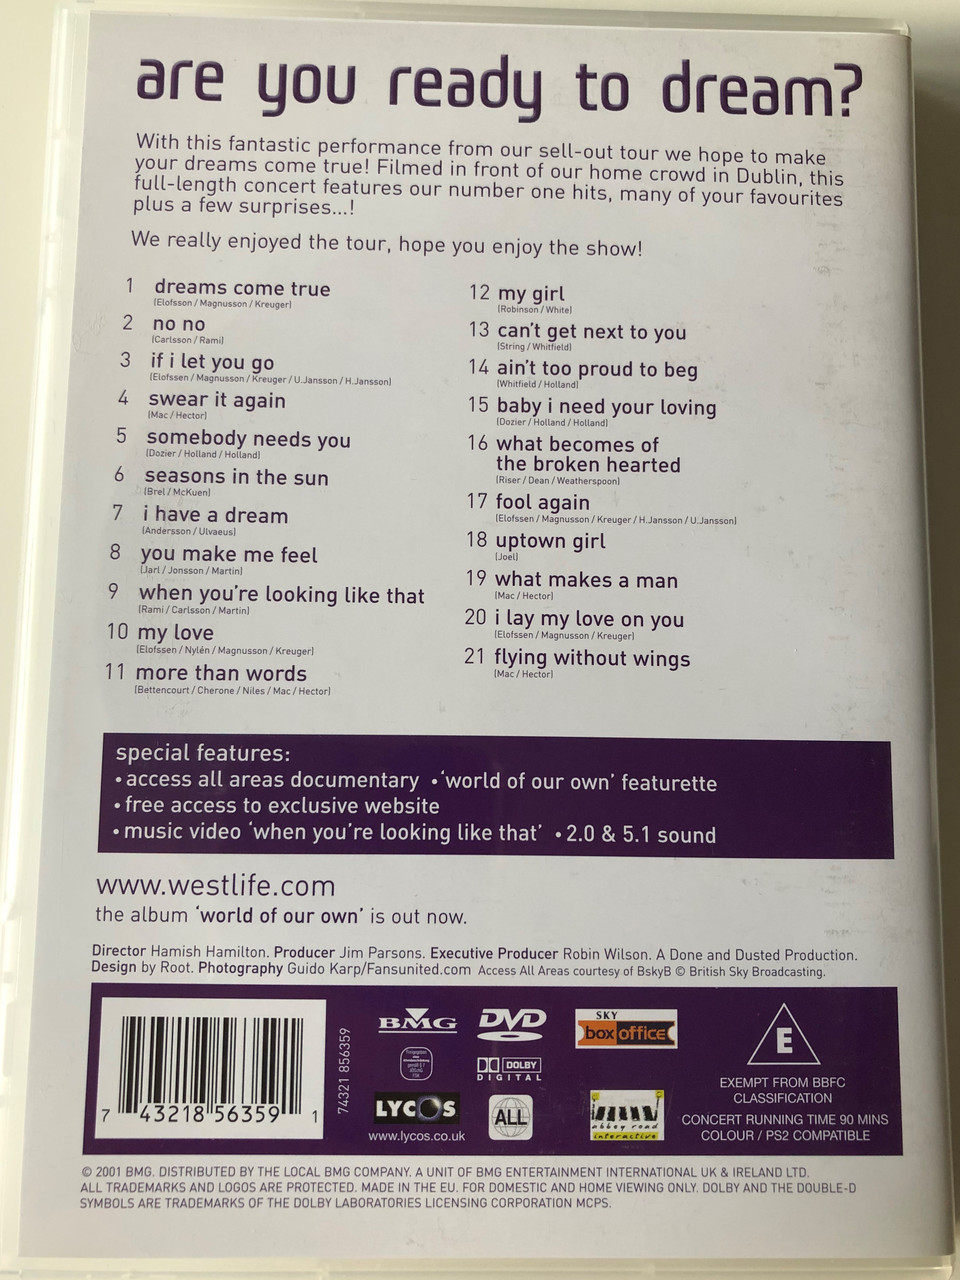 are you ready to dream?
With this fantastic performance from our sell-out tour we hope to make
your dreams come true! Filmed in front of our home crowd in Dublin, this
full-length concert features our number one hits, many of your favourites
plus a few surprises...!
We really enjoyed the tour, hope you enjoy the show!
1 dreams come true
(Elofsson / Magnusson / Kreuger)
2 no no
(Carlsson / Rami)
3 if i let you go
(Elofssen / Magnusson / Kreuger / U.Jansson / H.Jansson)
4 swear it again
(Mac / Hector)
5 somebody needs you
(Dozier / Holland / Holland)
6 seasons in the sun
(Brel / McKuen)
7 i have a dream
(Andersson / Ulvaeus)
8 you make me feel
(Jarl / Jonsson / Martin)
9 when you're looking like that
(Rami / Carlsson / Martin)
10 my love
(Elofssen / Nylén / Magnusson / Kreuger)
11 more than words
(Bettencourt / Cherone / Niles / Mac / Hector)
12 my girl
(Robinson / White)
13 can't get next to you
(String / Whitfield)
14 ain't too proud to beg
(Whitfield / Holland)
15 baby i need your loving
(Dozier / Holland / Holland)
16 what becomes of
the broken hearted
(Riser / Dean / Weatherspoon)
17 fool again
(Elofssen / Magnusson / Kreuger / H.Jansson / U.Jansson)
18 uptown girl
(Joel)
19 what makes a man
(Mac / Hector)
20 i lay my love on you
(Elofssen / Magnusson / Kreuger)
21 flying without wings
(Mac / Hector)
special features:
• access all areas documentary • 'world of our own' featurette
• free access to exclusive website
• music video 'when you're looking like that' • 2.0 & 5.1 sound
www.westlife.com
the album 'world of our own' is out now.
Director Hamish Hamilton. Producer Jim Parsons. Executive Producer Robin Wilson. A Done and Dusted Production.
Design by Root. Photography Guido Karp/Fansunited.com Access All Areas courtesy of BskyB © British Sky Broadcasting.
7 43218 56359 1
74321 856359
BMG
DVD
SKY
box office
DOLBY
DIGITAL
LYCOS
www.lycos.co.uk
ALL
abbey road
interactive
E
EXEMPT FROM BBFC
CLASSIFICATION
CONCERT RUNNING TIME 90 MINS
COLOUR / PS2 COMPATIBLE
© 2001 BMG. DISTRIBUTED BY THE LOCAL BMG COMPANY. A UNIT OF BMG ENTERTAINMENT INTERNATIONAL UK & IRELAND LTD.
ALL TRADEMARKS AND LOGOS ARE PROTECTED. MADE IN THE EU. FOR DOMESTIC AND HOME VIEWING ONLY. DOLBY AND THE DOUBLE-D
SYMBOLS ARE TRADEMARKS OF THE DOLBY LABORATORIES LICENSING CORPORATION MCPS.